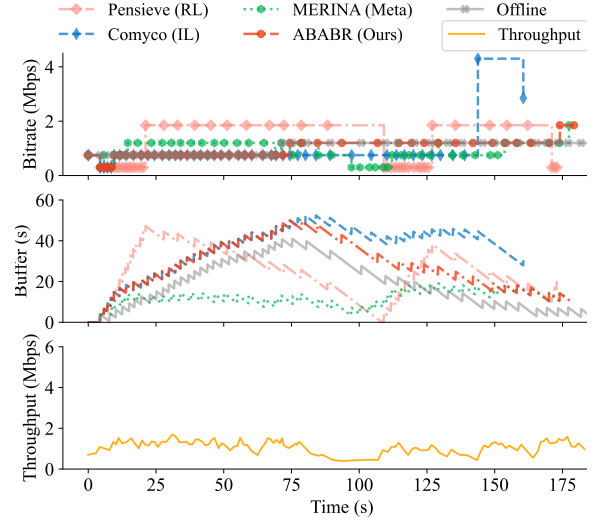 Pensieve (RL) MERINA (Meta) Offline
Comyco (IL) ABABR (Ours) Throughput
Bitrate (Mbps)
4
2
0
Buffer (s)
60
40
20
0
Throughput (Mbps)
6
4
2
0
0 25 50 75 100 125 150 175
Time (s)